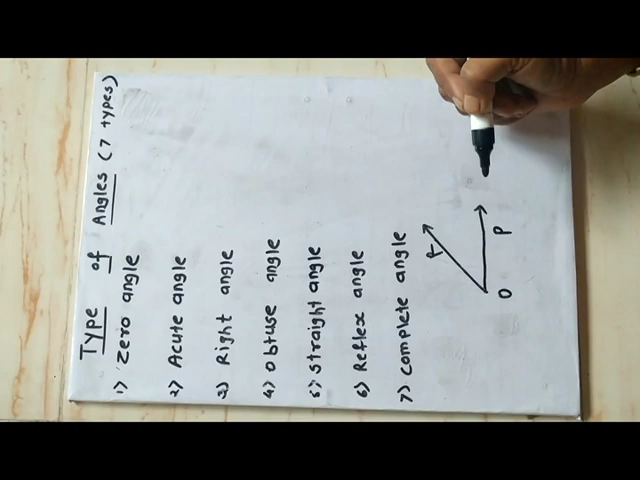 Type of Angles (7 types)
1) Zero angle
2) Acute angle
3) Right angle
4) Obtuse angle
5) Straight angle
6) Reflex angle
7) complete angle
O
P